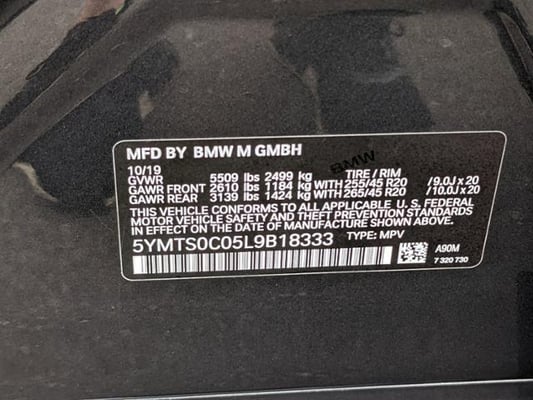 MFD BY BMW M GMBH
BMW
10/19 TIRE / RIM
GVWR 5509 lbs 2499 kg
GAWR FRONT 2610 lbs 1184 kg WITH 255/45 R20 / 9.0J x 20
GAWR REAR 3139 lbs 1424 kg WITH 265/45 R20 / 10.0J x 20
THIS VEHICLE CONFORMS TO ALL APPLICABLE U. S. FEDERAL
MOTOR VEHICLE SAFETY AND THEFT PREVENTION STANDARDS
IN EFFECT ON THE DATE OF MANUFACTURE SHOWN ABOVE.
5YMTS0C05L9B18333 TYPE: MPV
A90M
7 320 730